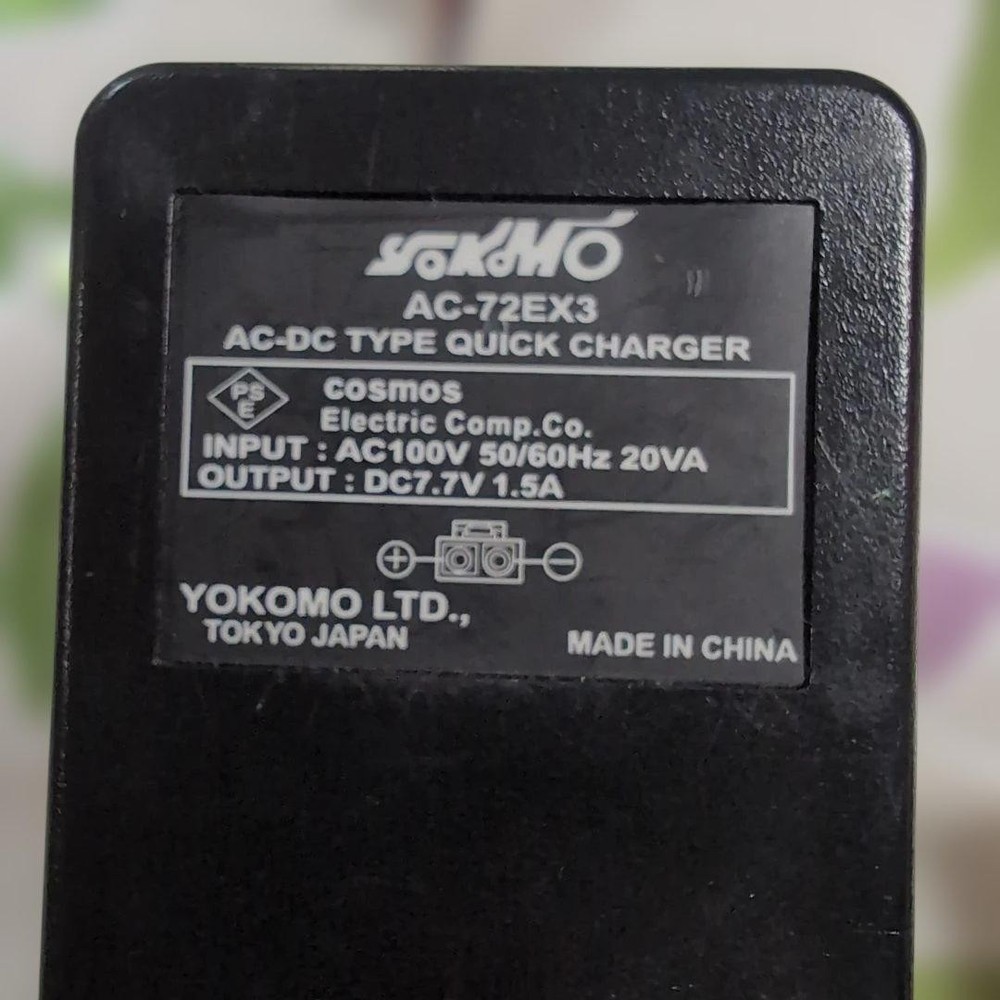 YOKOMO
AC-72EX3
AC-DC TYPE QUICK CHARGER
PSE
cosmos
Electric Comp.Co.
INPUT : AC100V 50/60Hz 20VA
OUTPUT : DC7.7V 1.5A
+ −
YOKOMO LTD.,
TOKYO JAPAN
MADE IN CHINA